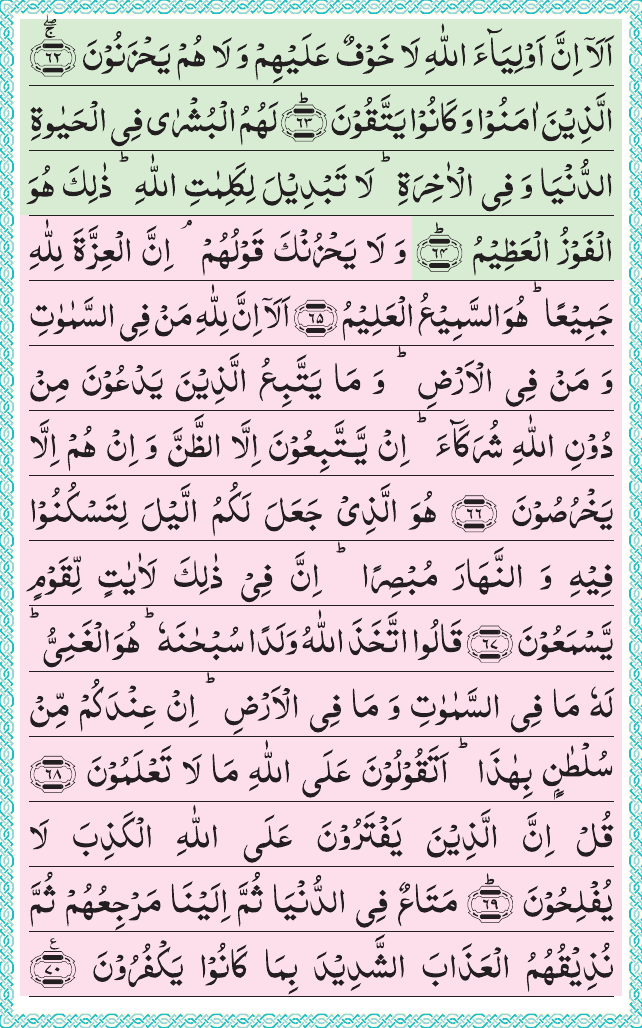 اَلَاۤ اِنَّ اَوْلِيَآءَ اللّٰهِ لَا خَوْفٌ عَلَيْهِمْ وَ لَا هُمْ يَحْزَنُوْنَ ۚۖ ﴿۶۲﴾
الَّذِيْنَ اٰمَنُوْا وَ كَانُوْا يَتَّقُوْنَ ؕ﴿۶۳﴾ لَهُمُ الْبُشْرٰى فِى الْحَيٰوةِ
الدُّنْيَا وَ فِى الْاٰخِرَةِ ؕ لَا تَبْدِيْلَ لِكَلِمٰتِ اللّٰهِ ؕ ذٰلِكَ هُوَ
الْفَوْزُ الْعَظِيْمُ ؕ﴿۶۴﴾ وَ لَا يَحْزُنْكَ قَوْلُهُمْ ۘ اِنَّ الْعِزَّةَ لِلّٰهِ
جَمِيْعًا ؕ هُوَ السَّمِيْعُ الْعَلِيْمُ ﴿۶۵﴾ اَلَاۤ اِنَّ لِلّٰهِ مَنْ فِى السَّمٰوٰتِ
وَ مَنْ فِى الْاَرْضِ ؕ وَ مَا يَتَّبِعُ الَّذِيْنَ يَدْعُوْنَ مِنْ
دُوْنِ اللّٰهِ شُرَكَآءَ ؕ اِنْ يَّتَّبِعُوْنَ اِلَّا الظَّنَّ وَ اِنْ هُمْ اِلَّا
يَخْرُصُوْنَ ﴿۶۶﴾ هُوَ الَّذِىْ جَعَلَ لَكُمُ الَّيْلَ لِتَسْكُنُوْا
فِيْهِ وَ النَّهَارَ مُبْصِرًا ؕ اِنَّ فِىْ ذٰلِكَ لَاٰيٰتٍ لِّقَوْمٍ
يَّسْمَعُوْنَ ﴿۶۷﴾ قَالُوا اتَّخَذَ اللّٰهُ وَلَدًا سُبْحٰنَهٗ ؕ هُوَ الْغَنِىُّ ؕ
لَهٗ مَا فِى السَّمٰوٰتِ وَ مَا فِى الْاَرْضِ ؕ اِنْ عِنْدَكُمْ مِّنْ
سُلْطٰنٍۭ بِهٰذَا ؕ اَتَقُوْلُوْنَ عَلَى اللّٰهِ مَا لَا تَعْلَمُوْنَ ﴿۶۸﴾
قُلْ اِنَّ الَّذِيْنَ يَفْتَرُوْنَ عَلَى اللّٰهِ الْكَذِبَ لَا
يُفْلِحُوْنَ ؕ﴿۶۹﴾ مَتَاعٌ فِى الدُّنْيَا ثُمَّ اِلَيْنَا مَرْجِعُهُمْ ثُمَّ
نُذِيْقُهُمُ الْعَذَابَ الشَّدِيْدَ بِمَا كَانُوْا يَكْفُرُوْنَ ﴿۷۰﴾ ع